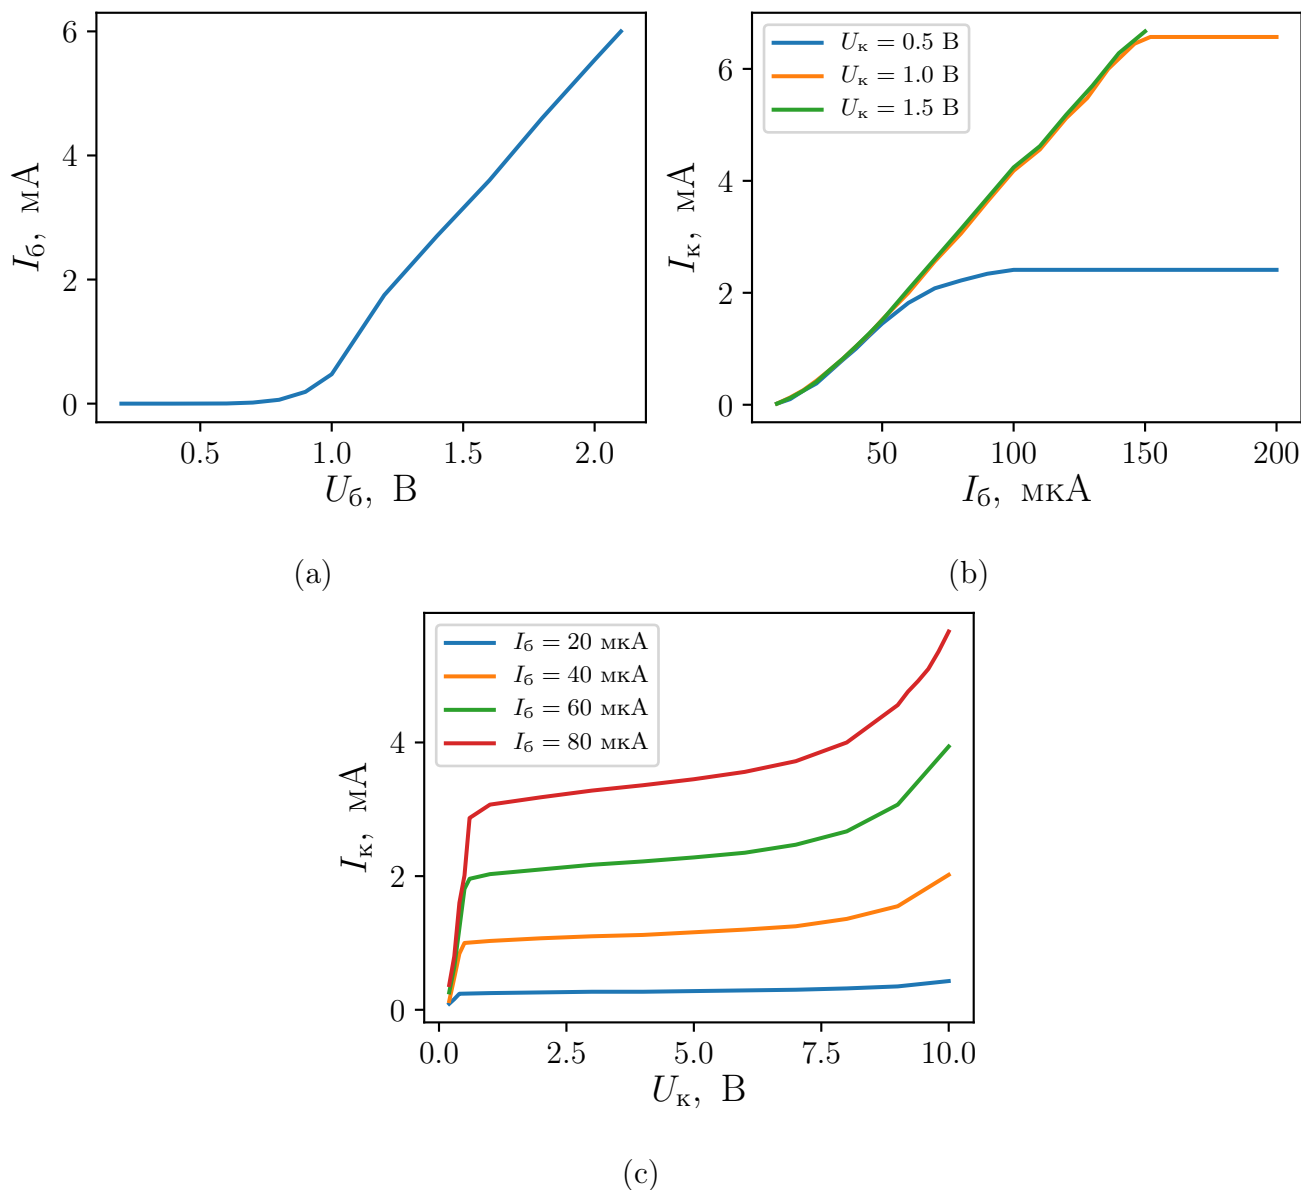 6
4
2
0
I_б, мА
0.5 1.0 1.5 2.0
U_б, В
(a)
U_к = 0.5 В
U_к = 1.0 В
U_к = 1.5 В
6
4
2
0
I_к, мА
50 100 150 200
I_б, мкА
(b)
I_б = 20 мкА
I_б = 40 мкА
I_б = 60 мкА
I_б = 80 мкА
4
2
0
I_к, мА
0.0 2.5 5.0 7.5 10.0
U_к, В
(c)